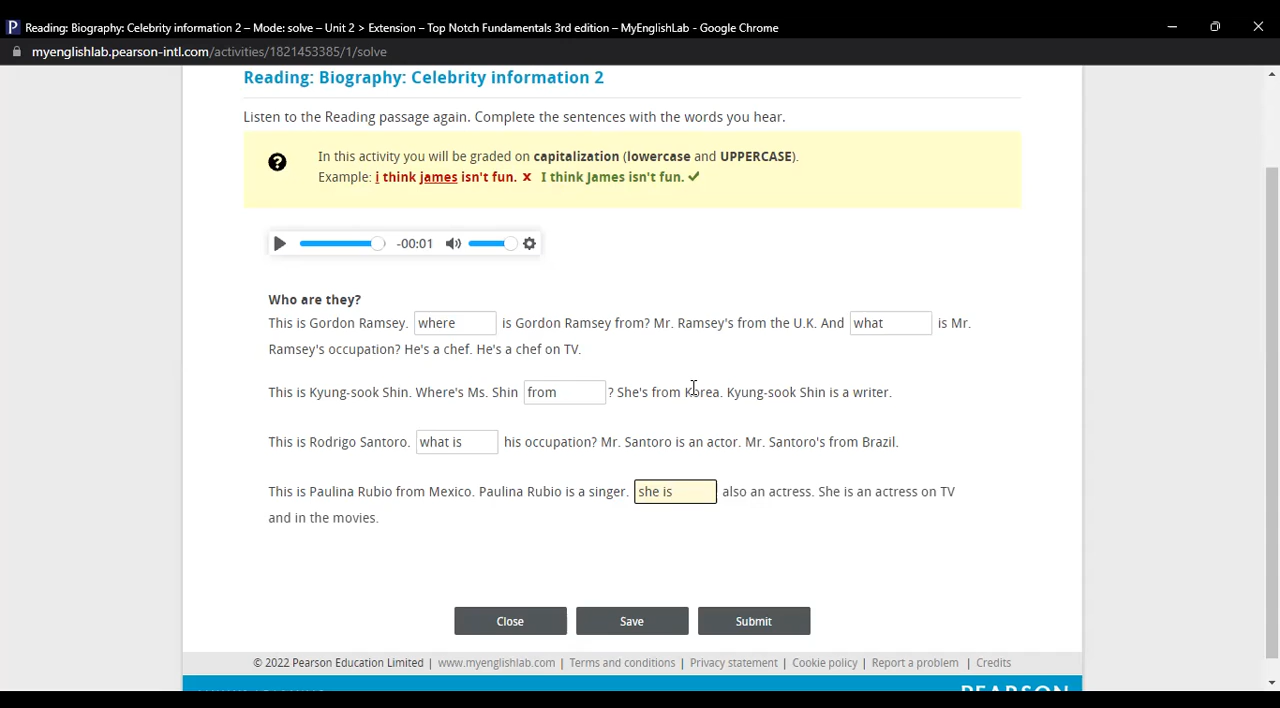 Reading: Biography: Celebrity information 2 – Mode: solve – Unit 2 > Extension – Top Notch Fundamentals 3rd edition – MyEnglishLab - Google Chrome
myenglishlab.pearson-intl.com/activities/1821453385/1/solve
Reading: Biography: Celebrity information 2
Listen to the Reading passage again. Complete the sentences with the words you hear.
In this activity you will be graded on capitalization (lowercase and UPPERCASE).
Example: i think james isn't fun. ✗ I think James isn't fun. ✓
-00:01
Who are they?
This is Gordon Ramsey. where is Gordon Ramsey from? Mr. Ramsey's from the U.K. And what is Mr.
Ramsey's occupation? He's a chef. He's a chef on TV.
This is Kyung-sook Shin. Where's Ms. Shin from ? She's from Korea. Kyung-sook Shin is a writer.
This is Rodrigo Santoro. what is his occupation? Mr. Santoro is an actor. Mr. Santoro's from Brazil.
This is Paulina Rubio from Mexico. Paulina Rubio is a singer. she is also an actress. She is an actress on TV
and in the movies.
Close Save Submit
© 2022 Pearson Education Limited | www.myenglishlab.com | Terms and conditions | Privacy statement | Cookie policy | Report a problem | Credits
PEARSON